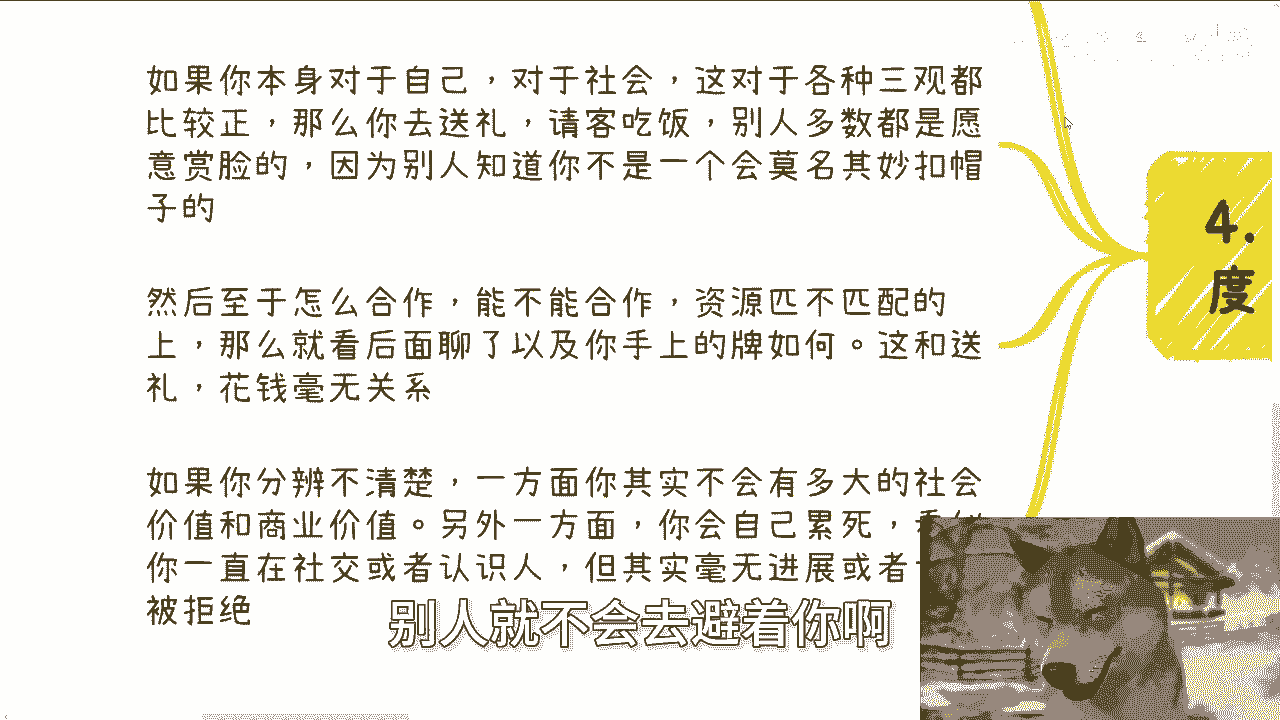 如果你本身对于自己，对于社会，这对于各种三观都
比较正，那么你去送礼，请客吃饭，别人多数都是愿
意赏脸的，因为别人知道你不是一个会莫名其妙扣帽
子的
然后至于怎么合作，能不能合作，资源匹不匹配的
上，那么就看后面聊了以及你手上的牌如何。这和送
礼，花钱毫无关系
如果你分辨不清楚，一方面你其实不会有多大的社会
价值和商业价值。另外一方面，你会自己累死，
你一直在社交或者认识人，但其实毫无进展或者
被拒绝
4.
度
别人就不会去避着你啊